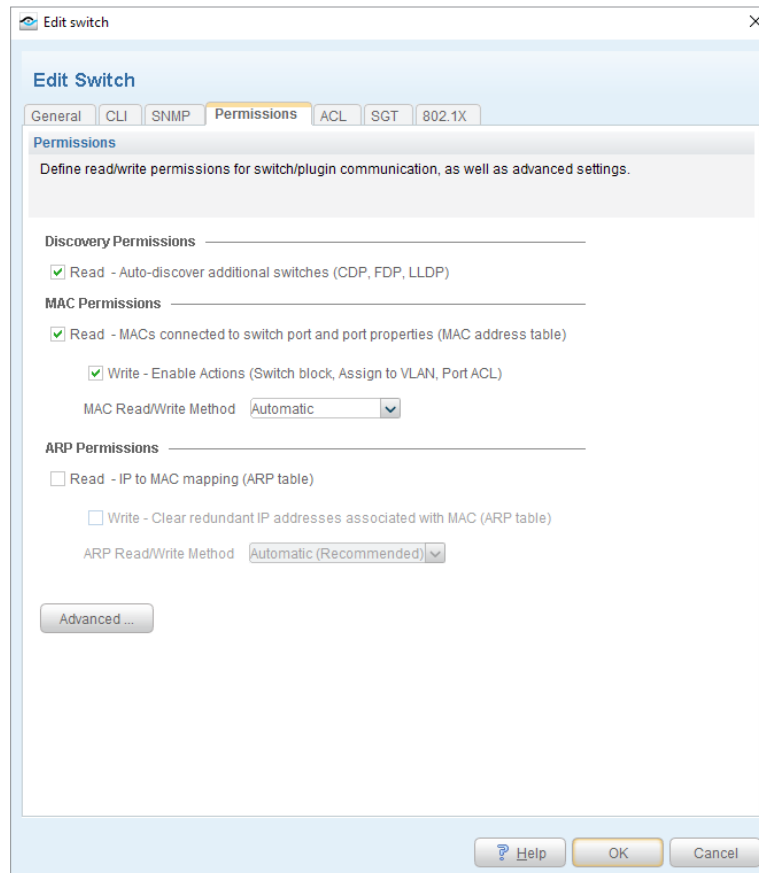 Edit switch
Edit Switch
General CLI SNMP Permissions ACL SGT 802.1X
Permissions
Define read/write permissions for switch/plugin communication, as well as advanced settings.
Discovery Permissions
Read - Auto-discover additional switches (CDP, FDP, LLDP)
MAC Permissions
Read - MACs connected to switch port and port properties (MAC address table)
Write - Enable Actions (Switch block, Assign to VLAN, Port ACL)
MAC Read/Write Method Automatic
ARP Permissions
Read - IP to MAC mapping (ARP table)
Write - Clear redundant IP addresses associated with MAC (ARP table)
ARP Read/Write Method Automatic (Recommended)
Advanced ...
Help OK Cancel